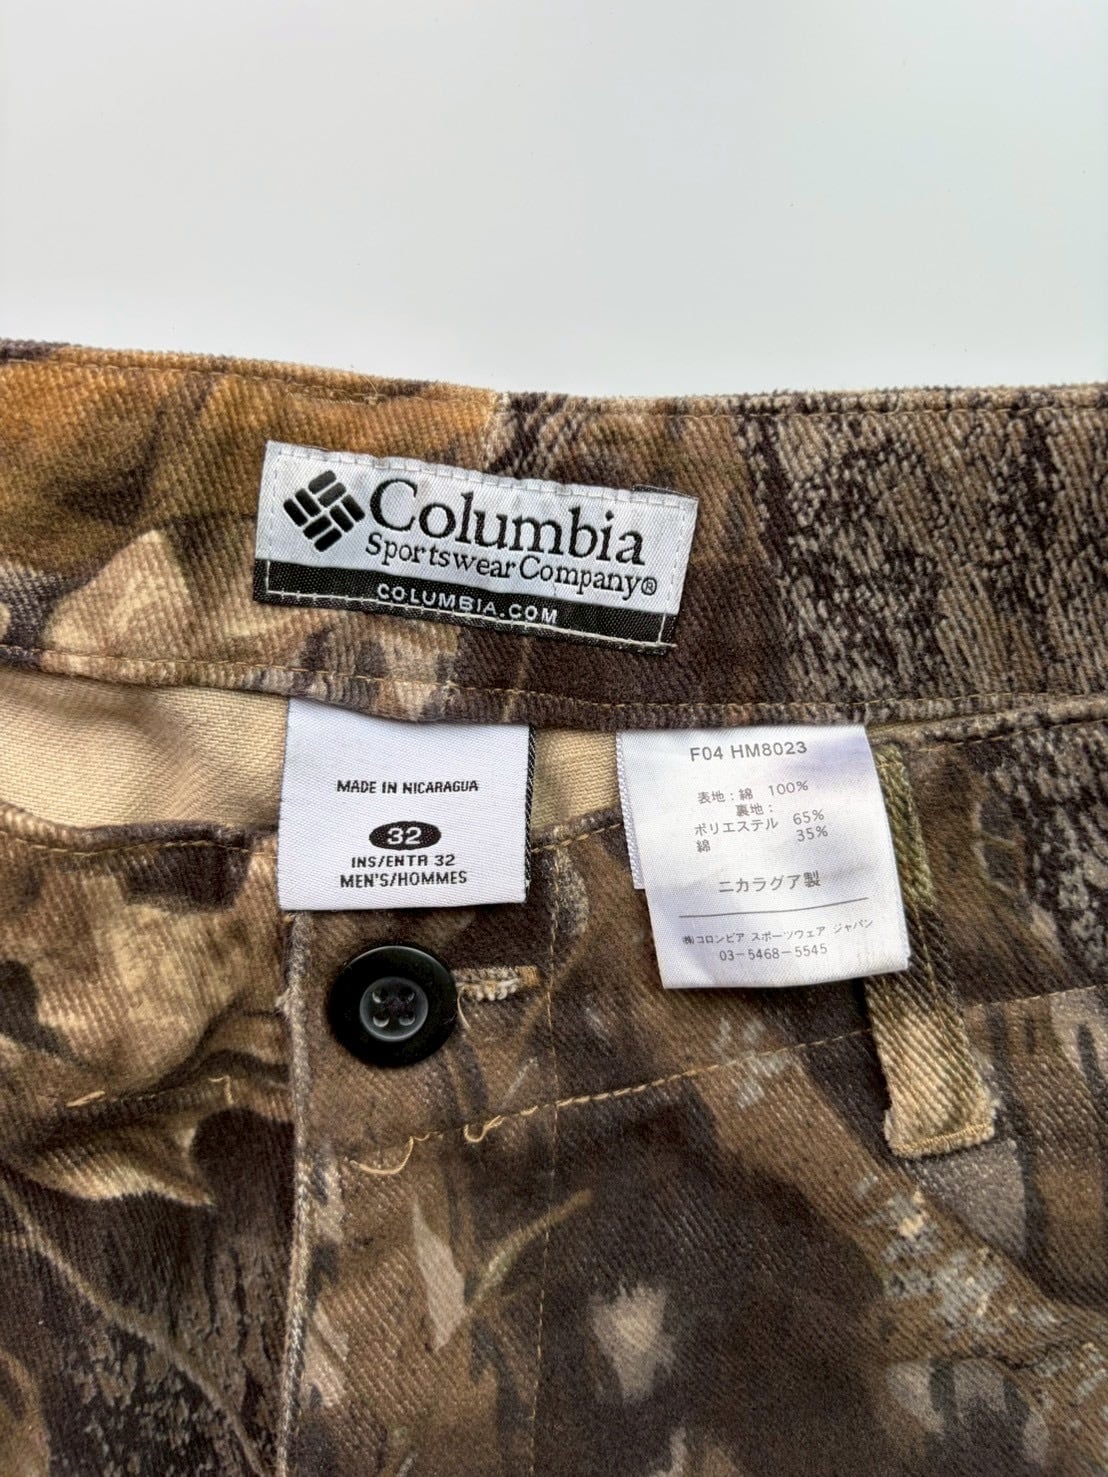 Columbia
Sportswear Company®
COLUMBIA.COM
MADE IN NICARAGUA
32
INS/ENTR 32
MEN'S/HOMMES
F04 HM8023
表地：綿 100%
裏地：
ポリエステル 65%
綿 35%
ニカラグア製
㈱コロンビア スポーツウェア ジャパン
03-5468-5545